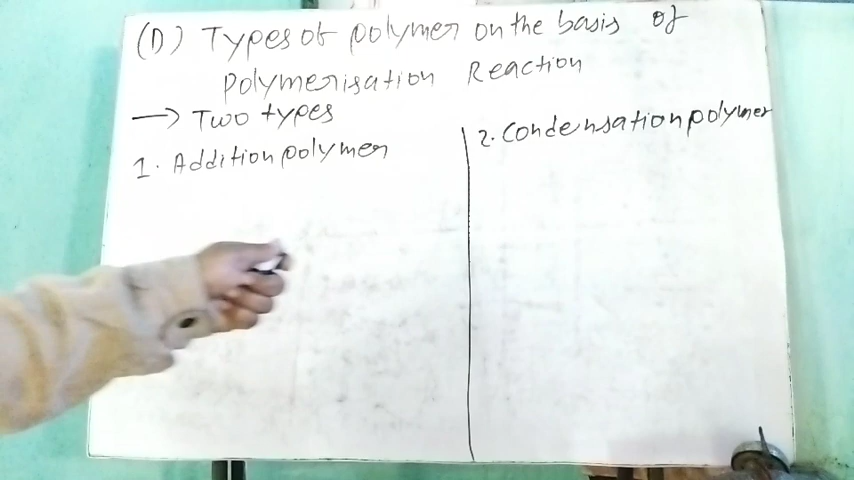 (D) Types of polymer on the basis of
polymerisation Reaction
→ Two types
1. Addition polymer
2. Condensation polymer